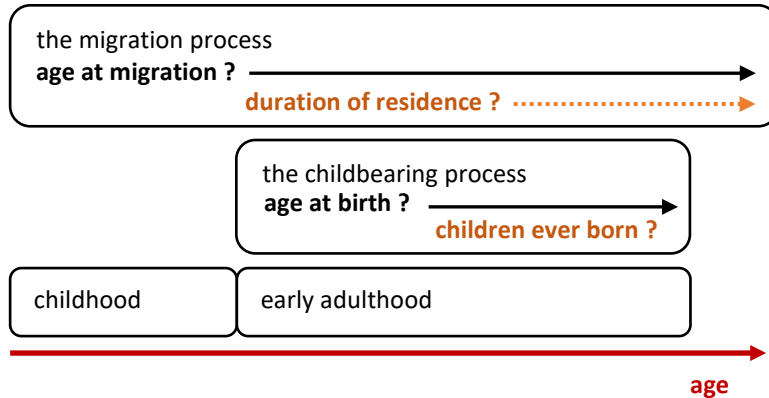 the migration process
age at migration ?
duration of residence ?
the childbearing process
age at birth ?
children ever born ?
childhood
early adulthood
age